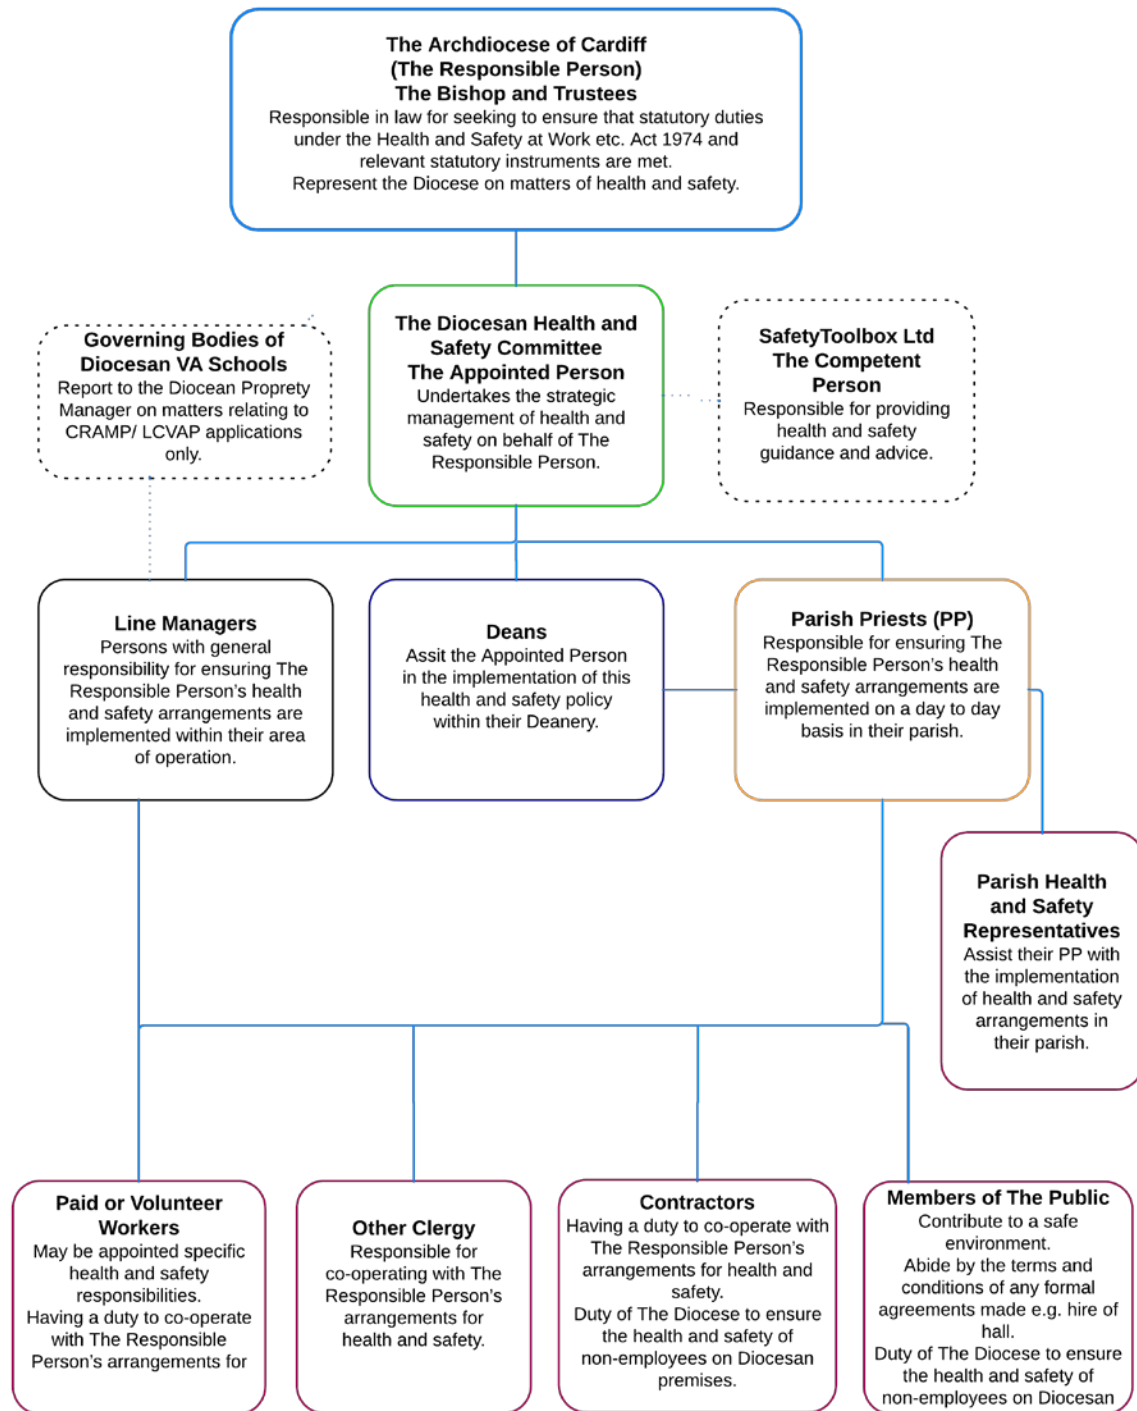 The Archdiocese of Cardiff
(The Responsible Person)
The Bishop and Trustees
Responsible in law for seeking to ensure that statutory duties
under the Health and Safety at Work etc. Act 1974 and
relevant statutory instruments are met.
Represent the Diocese on matters of health and safety.
Governing Bodies of
Diocesan VA Schools
Report to the Diocean Proprety
Manager on matters relating to
CRAMP/ LCVAP applications
only.
The Diocesan Health and
Safety Committee
The Appointed Person
Undertakes the strategic
management of health and
safety on behalf of The
Responsible Person.
SafetyToolbox Ltd
The Competent
Person
Responsible for providing
health and safety
guidance and advice.
Line Managers
Persons with general
responsibility for ensuring The
Responsible Person's health
and safety arrangements are
implemented within their area
of operation.
Deans
Assit the Appointed Person
in the implementation of this
health and safety policy
within their Deanery.
Parish Priests (PP)
Responsible for ensuring The
Responsible Person's health
and safety arrangements are
implemented on a day to day
basis in their parish.
Parish Health
and Safety
Representatives
Assist their PP with
the implementation
of health and safety
arrangements in
their parish.
Paid or Volunteer
Workers
May be appointed specific
health and safety
responsibilities.
Having a duty to co-operate
with The Responsible
Person's arrangements for
Other Clergy
Responsible for
co-operating with The
Responsible Person's
arrangements for
health and safety.
Contractors
Having a duty to co-operate with
The Responsible Person's
arrangements for health and
safety.
Duty of The Diocese to ensure
the health and safety of
non-employees on Diocesan
premises.
Members of The Public
Contribute to a safe
environment.
Abide by the terms and
conditions of any formal
agreements made e.g. hire of
hall.
Duty of The Diocese to ensure
the health and safety of
non-employees on Diocesan